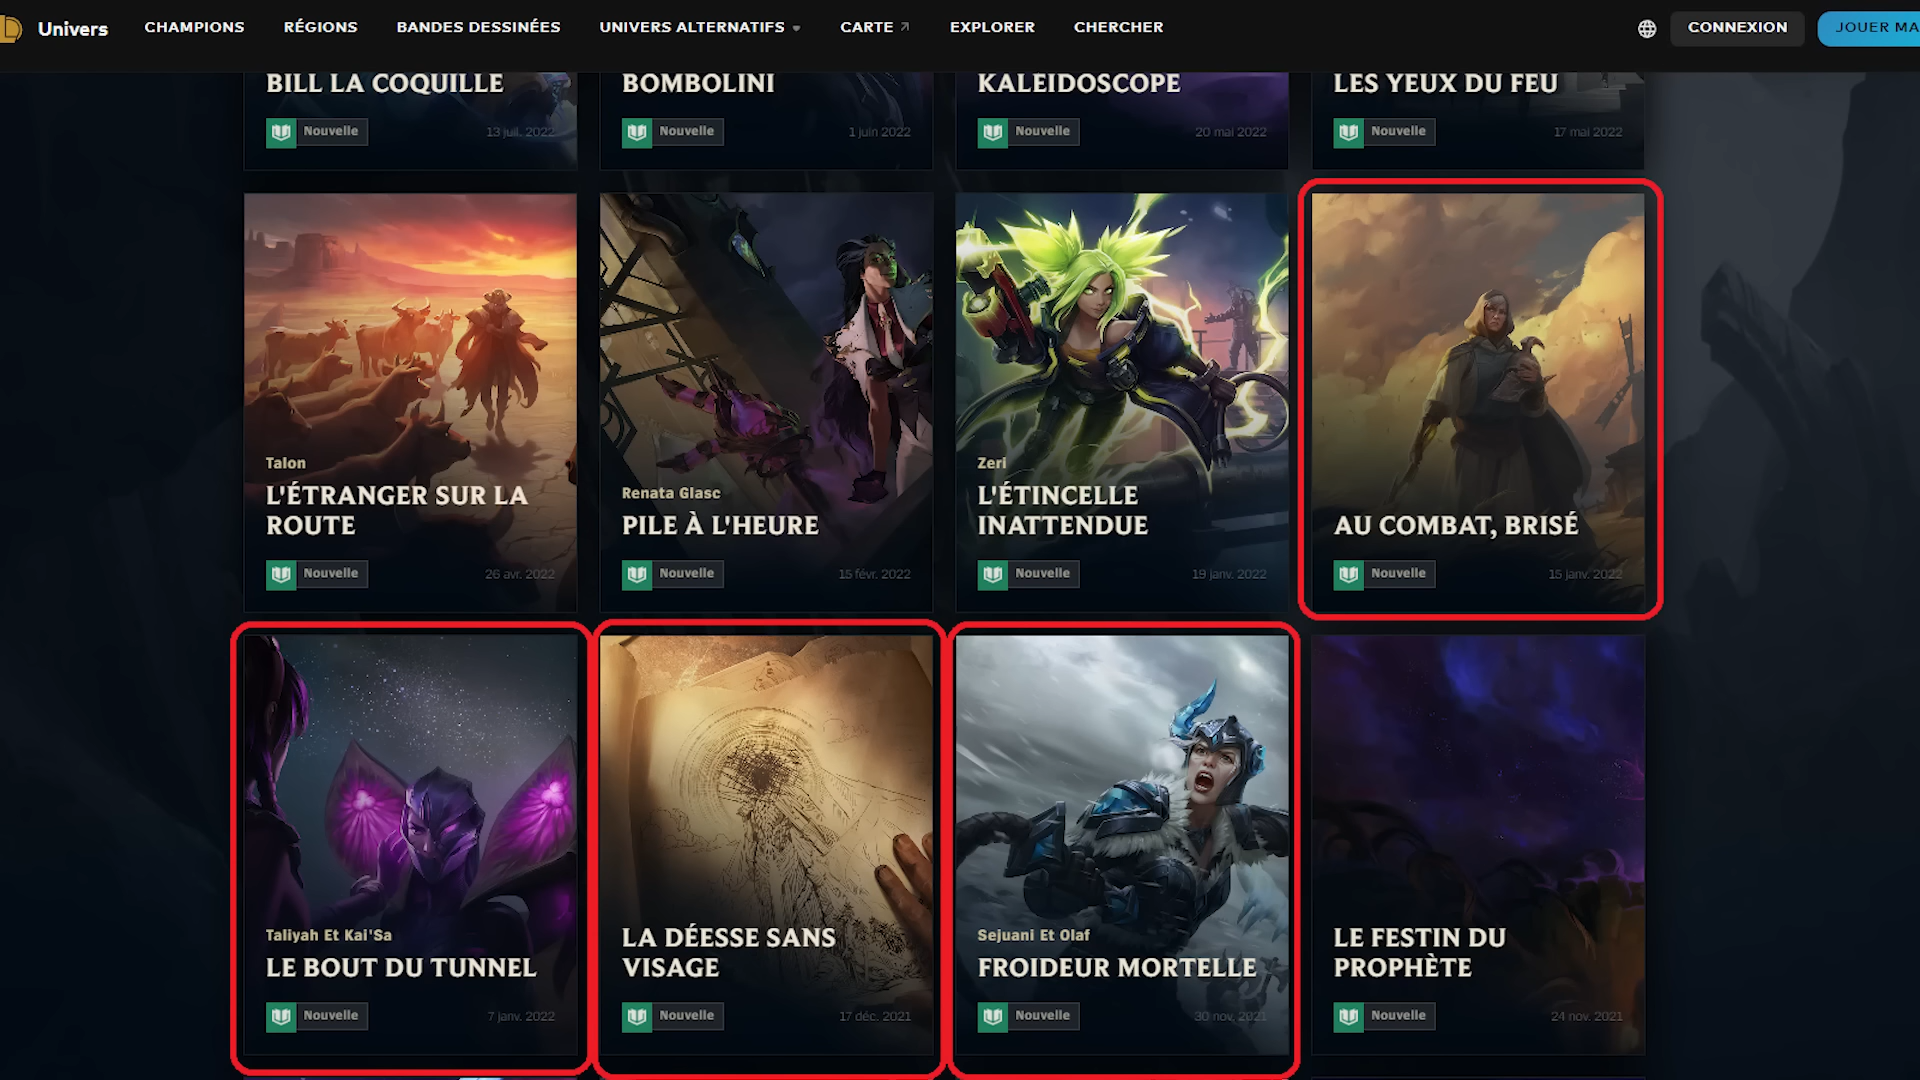 Univers
CHAMPIONS
RÉGIONS
BANDES DESSINÉES
UNIVERS ALTERNATIFS
CARTE
EXPLORER
CHERCHER
CONNEXION
JOUER MA
BILL LA COQUILLE
Nouvelle
13 juil. 2022
BOMBOLINI
Nouvelle
1 juin 2022
KALEIDOSCOPE
Nouvelle
20 mai 2022
LES YEUX DU FEU
Nouvelle
17 mai 2022
Talon
L'ÉTRANGER SUR LA
ROUTE
Nouvelle
26 avr. 2022
Renata Glasc
PILE À L'HEURE
Nouvelle
15 févr. 2022
Zeri
L'ÉTINCELLE
INATTENDUE
Nouvelle
19 janv. 2022
AU COMBAT, BRISÉ
Nouvelle
15 janv. 2022
Taliyah Et Kai'Sa
LE BOUT DU TUNNEL
Nouvelle
7 janv. 2022
LA DÉESSE SANS
VISAGE
Nouvelle
17 déc. 2021
Sejuani Et Olaf
FROIDEUR MORTELLE
Nouvelle
30 nov. 2021
LE FESTIN DU
PROPHÈTE
Nouvelle
24 nov. 2021